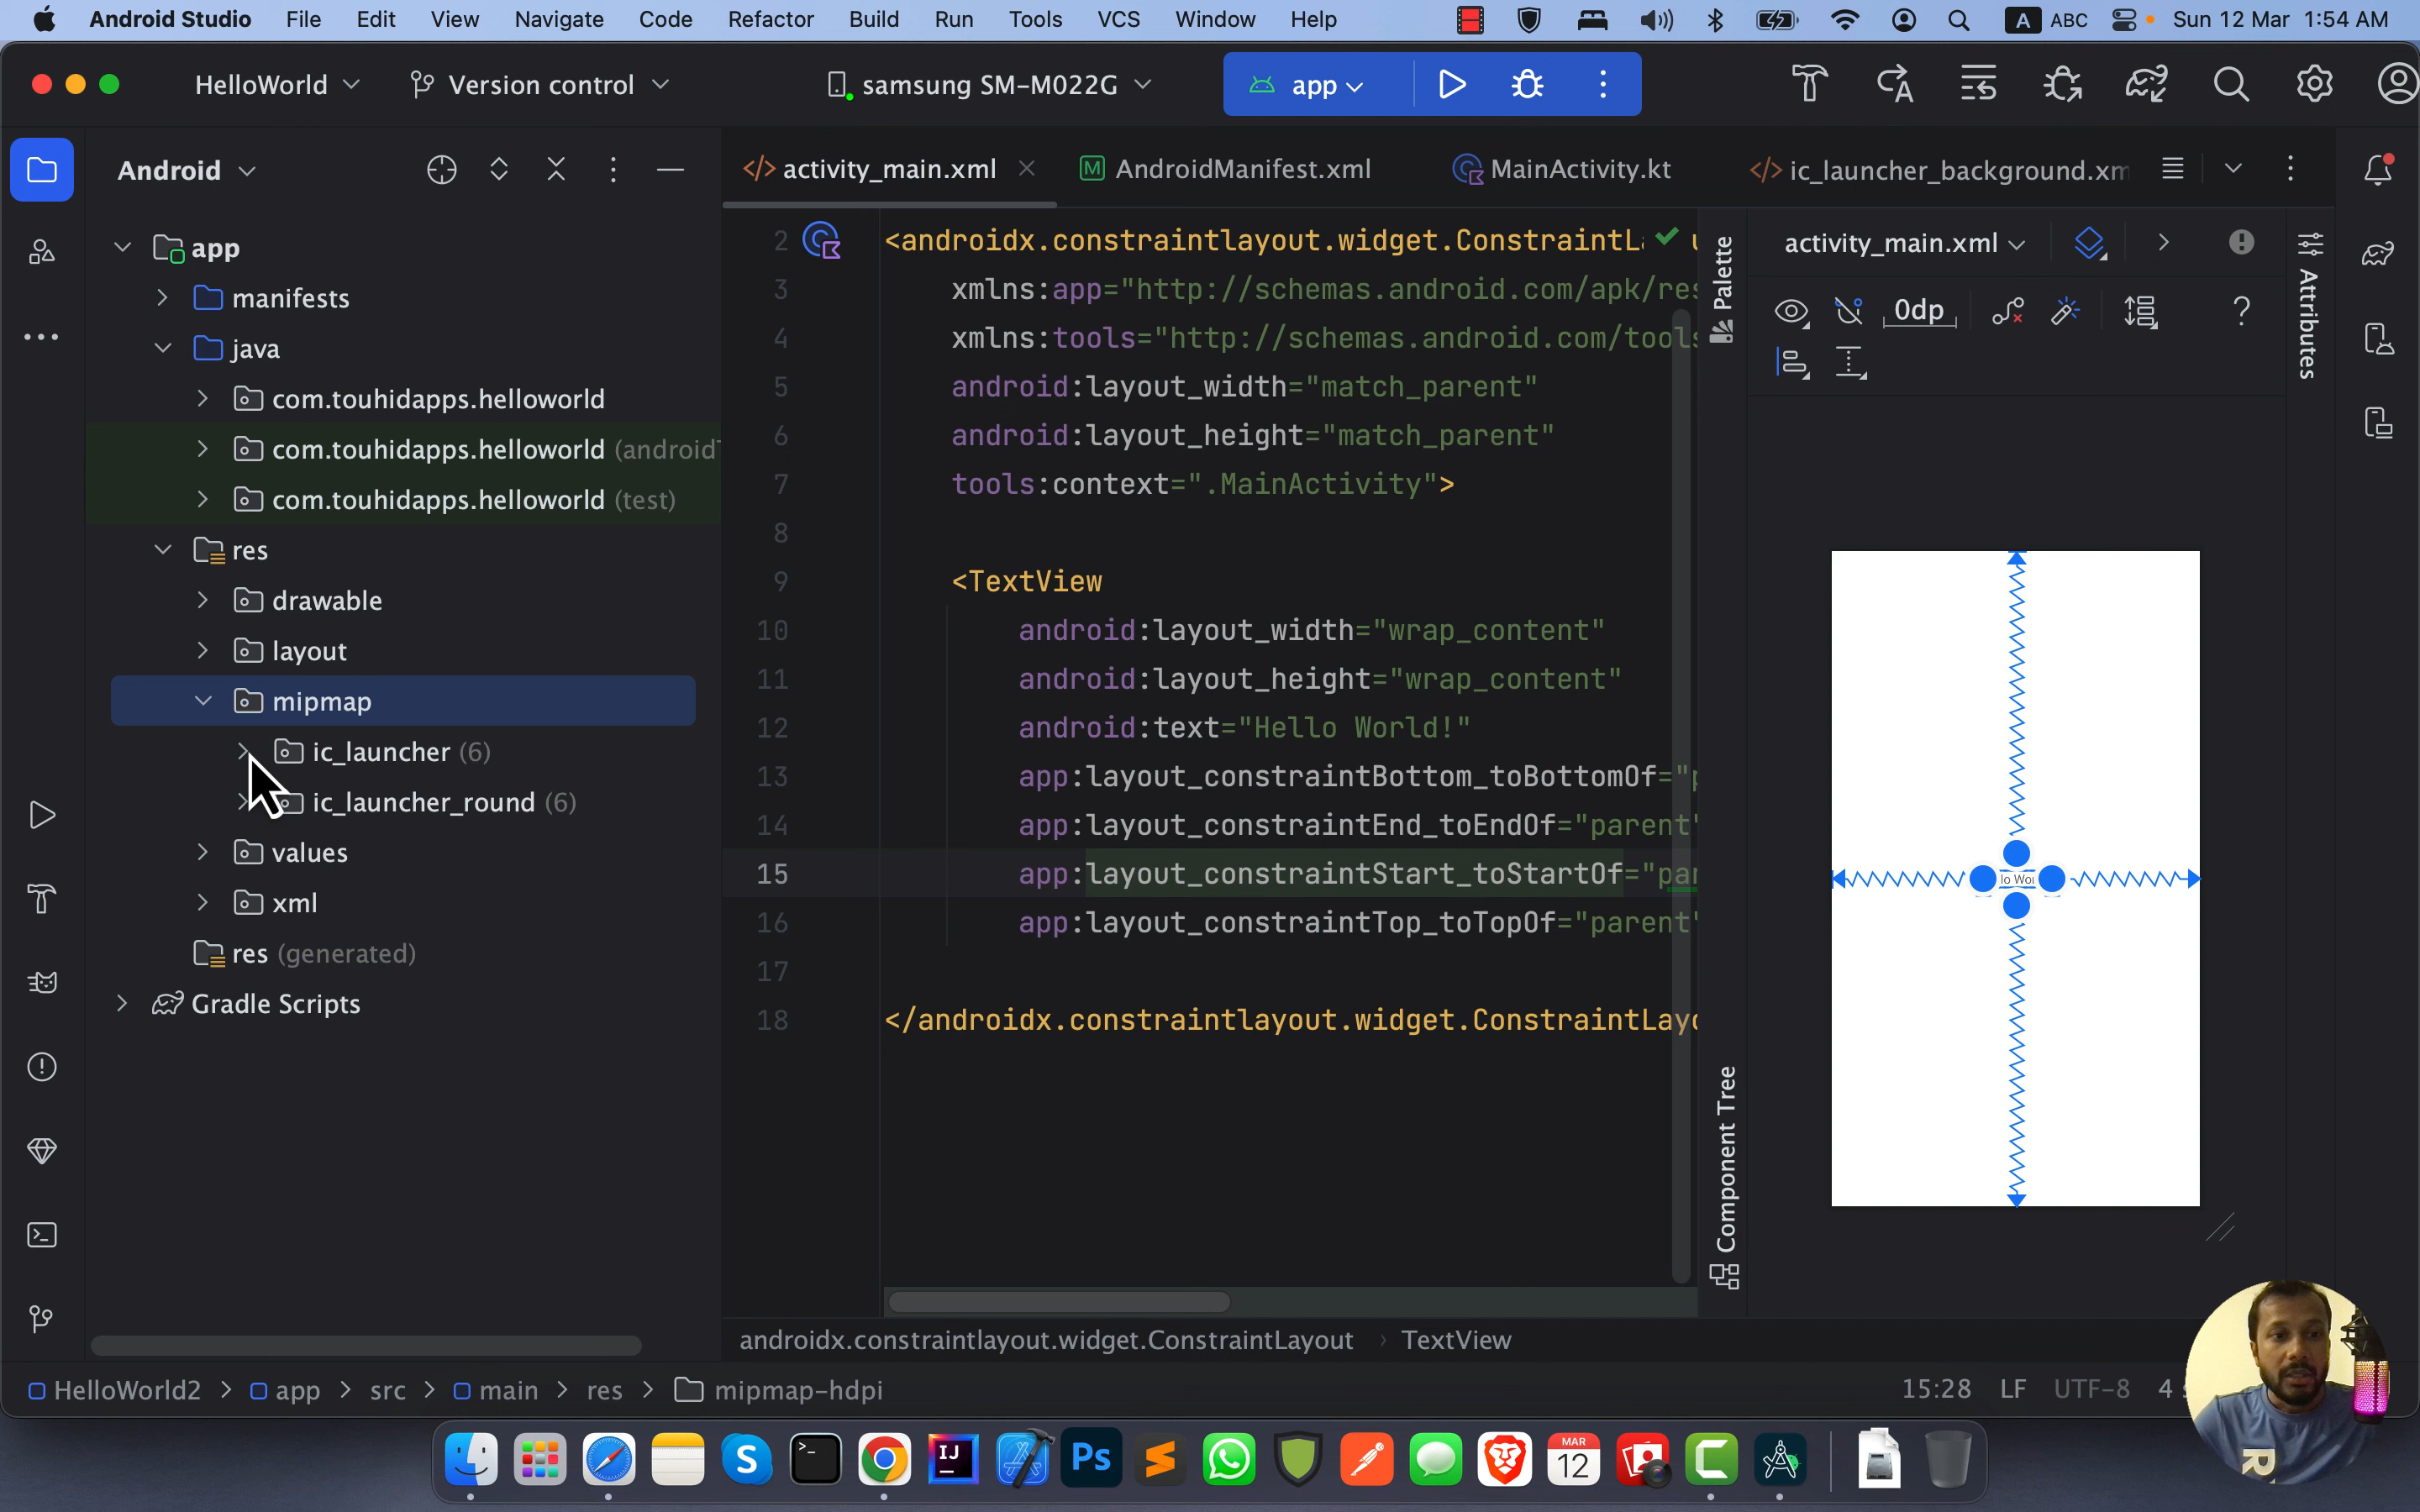 Android Studio File Edit View Navigate Code Refactor Build Run Tools VCS Window Help A ABC Sun 12 Mar 1:54 AM
HelloWorld Version control samsung SM-M022G app
Android
activity_main.xml AndroidManifest.xml MainActivity.kt ic_launcher_background.xm
app
manifests
java
com.touhidapps.helloworld
com.touhidapps.helloworld (android
com.touhidapps.helloworld (test)
res
drawable
layout
mipmap
ic_launcher (6)
ic_launcher_round (6)
values
xml
res (generated)
Gradle Scripts
2 <androidx.constraintlayout.widget.ConstraintL
3 xmlns:app="http://schemas.android.com/apk/res
4 xmlns:tools="http://schemas.android.com/tools
5 android:layout_width="match_parent"
6 android:layout_height="match_parent"
7 tools:context=".MainActivity">
8
9 <TextView
10 android:layout_width="wrap_content"
11 android:layout_height="wrap_content"
12 android:text="Hello World!"
13 app:layout_constraintBottom_toBottomOf="p
14 app:layout_constraintEnd_toEndOf="parent"
15 app:layout_constraintStart_toStartOf="par
16 app:layout_constraintTop_toTopOf="parent"
17
18 </androidx.constraintlayout.widget.ConstraintLayo
Palette
Component Tree
activity_main.xml
0dp
?
Attributes
lo Wor
androidx.constraintlayout.widget.ConstraintLayout > TextView
HelloWorld2 > app > src > main > res > mipmap-hdpi
15:28 LF UTF-8 4 s
S >_ IJ Ps MAR 12 C
R